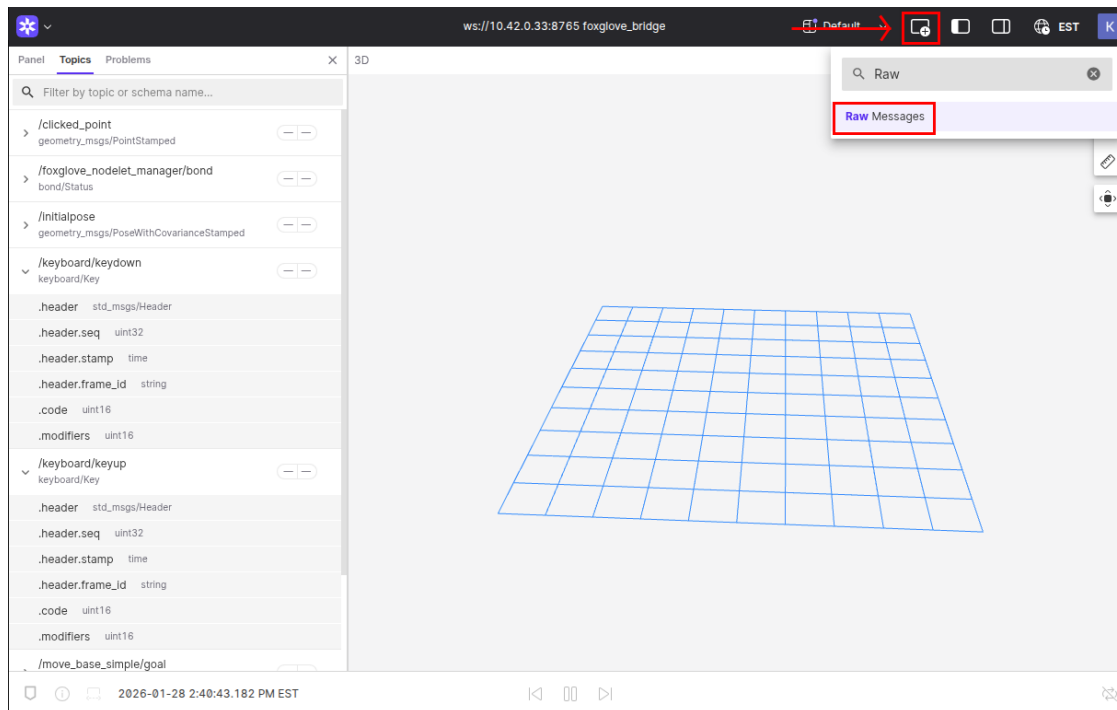 ws://10.42.0.33:8765 foxglove_bridge
Default
EST
K
Panel Topics Problems
3D
Filter by topic or schema name...
Raw
Raw Messages
/clicked_point
geometry_msgs/PointStamped
/foxglove_nodelet_manager/bond
bond/Status
/initialpose
geometry_msgs/PoseWithCovarianceStamped
/keyboard/keydown
keyboard/Key
.header std_msgs/Header
.header.seq uint32
.header.stamp time
.header.frame_id string
.code uint16
.modifiers uint16
/keyboard/keyup
keyboard/Key
.header std_msgs/Header
.header.seq uint32
.header.stamp time
.header.frame_id string
.code uint16
.modifiers uint16
/move_base_simple/goal
2026-01-28 2:40:43.182 PM EST